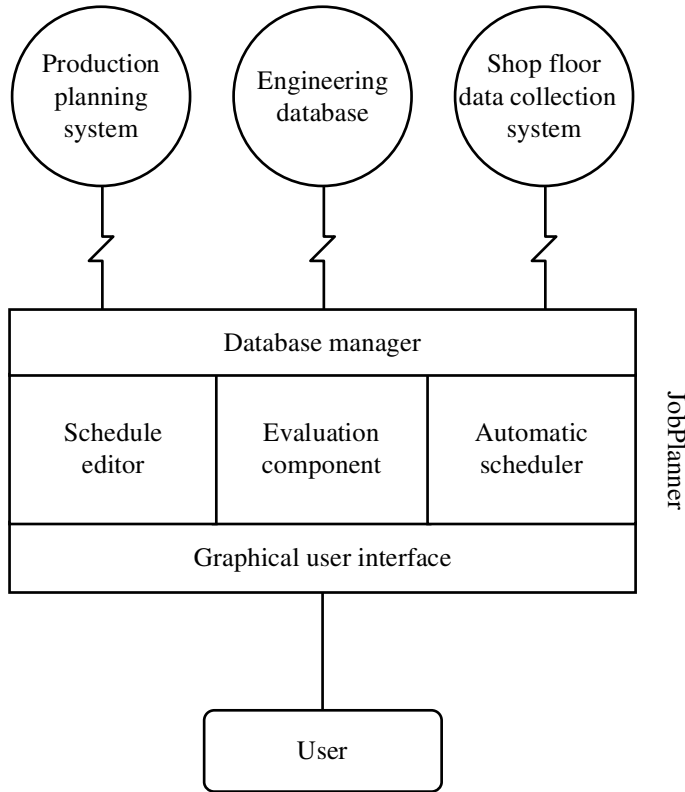 Production
planning
system
Engineering
database
Shop floor
data collection
system
Database manager
Schedule
editor
Evaluation
component
Automatic
scheduler
JobPlanner
Graphical user interface
User